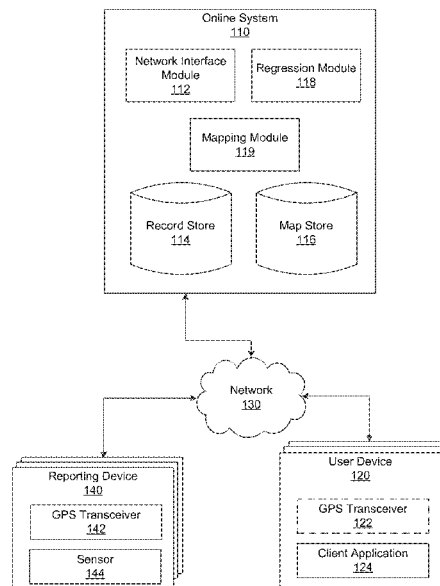 Online System
110
Network Interface
Module
112
Regression Module
118
Mapping Module
119
Record Store
114
Map Store
116
Network
130
Reporting Device
140
GPS Transceiver
142
Sensor
144
User Device
120
GPS Transceiver
122
Client Application
124